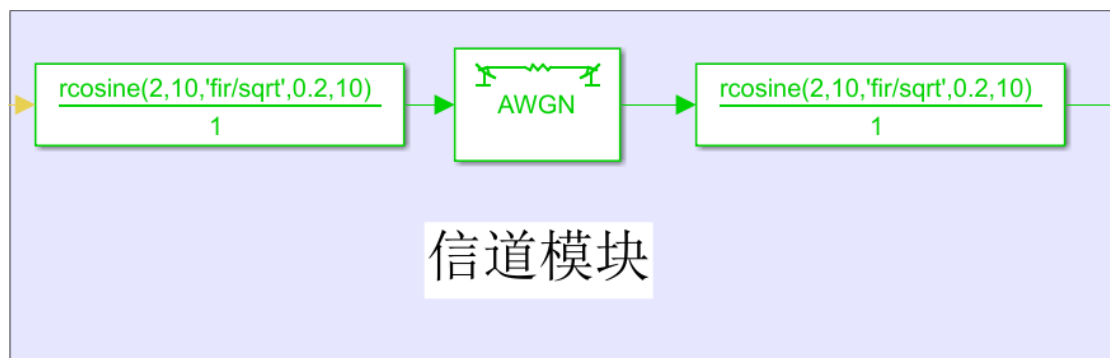 rcosine(2,10,'fir/sqrt',0.2,10)
1
AWGN
rcosine(2,10,'fir/sqrt',0.2,10)
1
信道模块